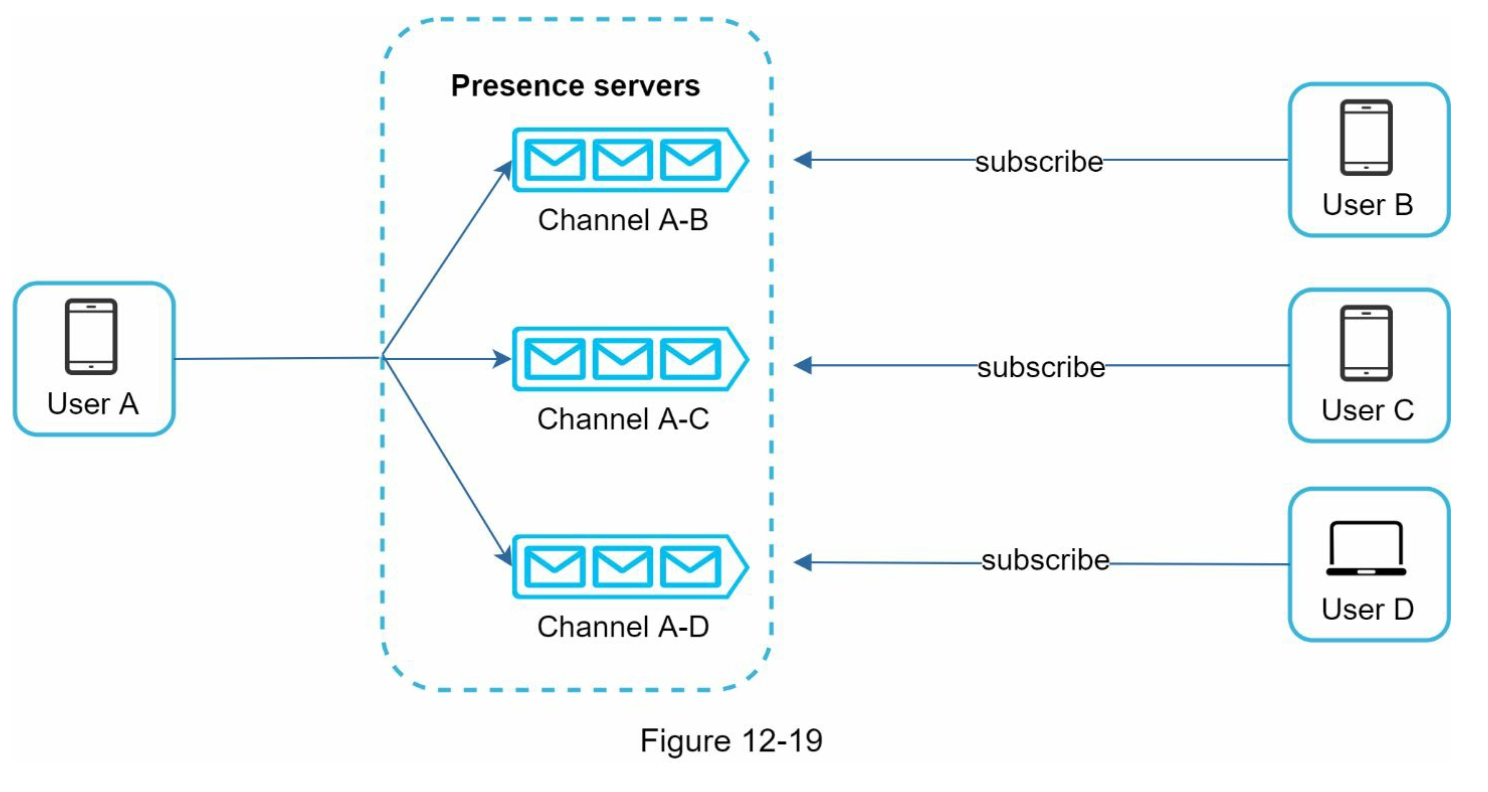 Presence servers
Channel A-B
subscribe
User B
User A
Channel A-C
subscribe
User C
Channel A-D
subscribe
User D
Figure 12-19